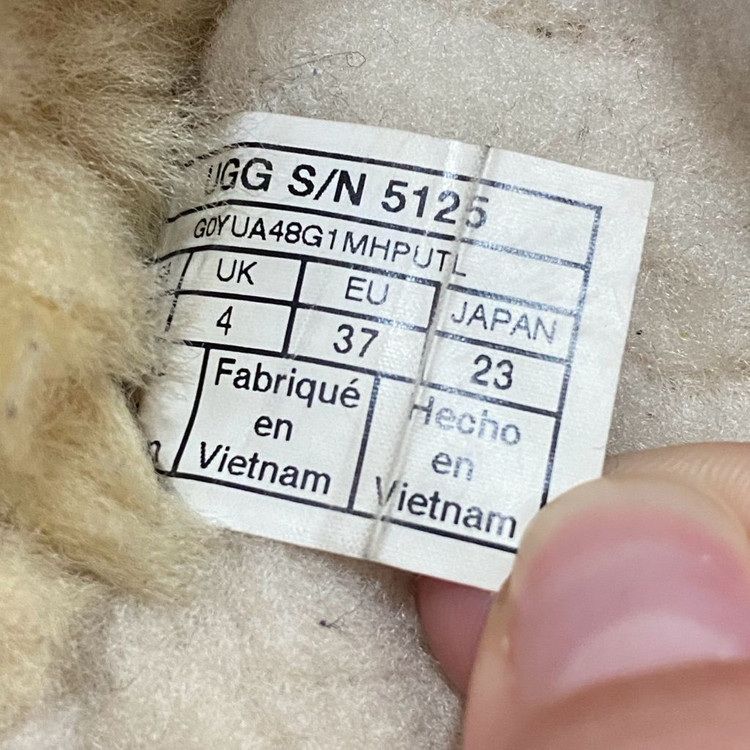 UGG S/N 5125
G0YUA48G1MHPUTL
UK EU JAPAN
4 37 23
Fabriqué Hecho
en en
Vietnam Vietnam